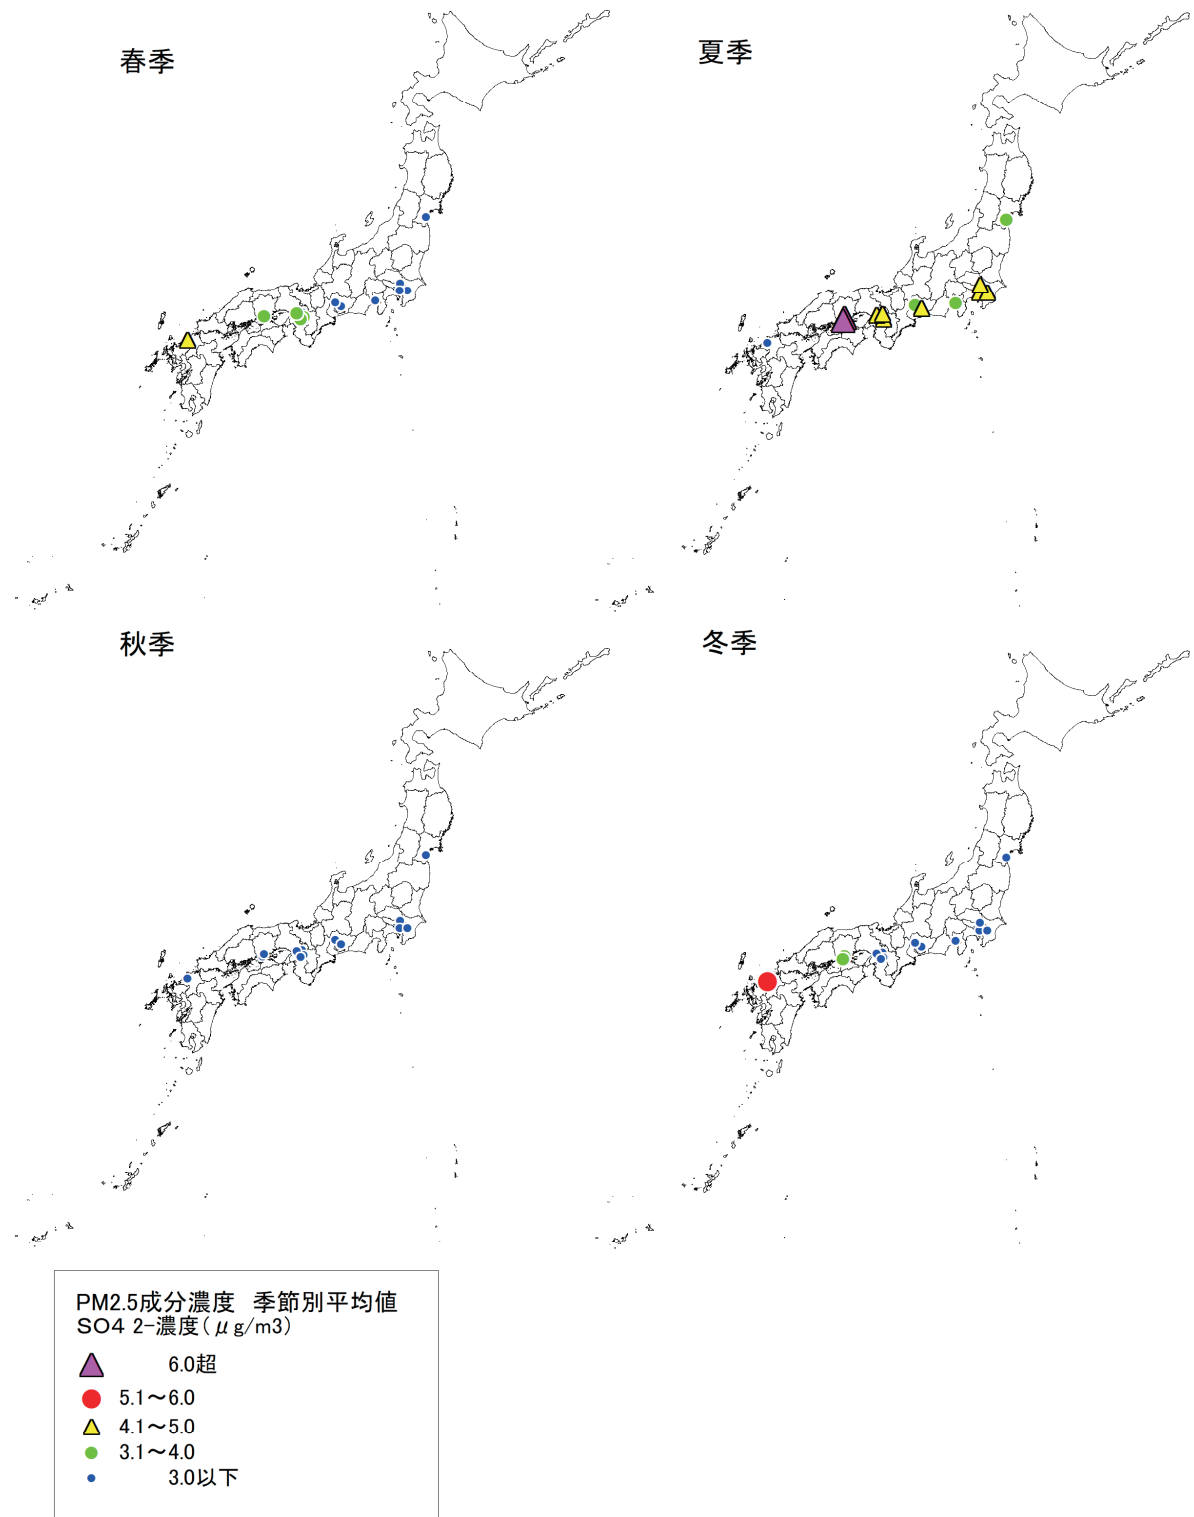 春季
夏季
秋季
冬季
PM2.5成分濃度　季節別平均値
SO4 2-濃度(μg/m3)
6.0超
5.1～6.0
4.1～5.0
3.1～4.0
3.0以下